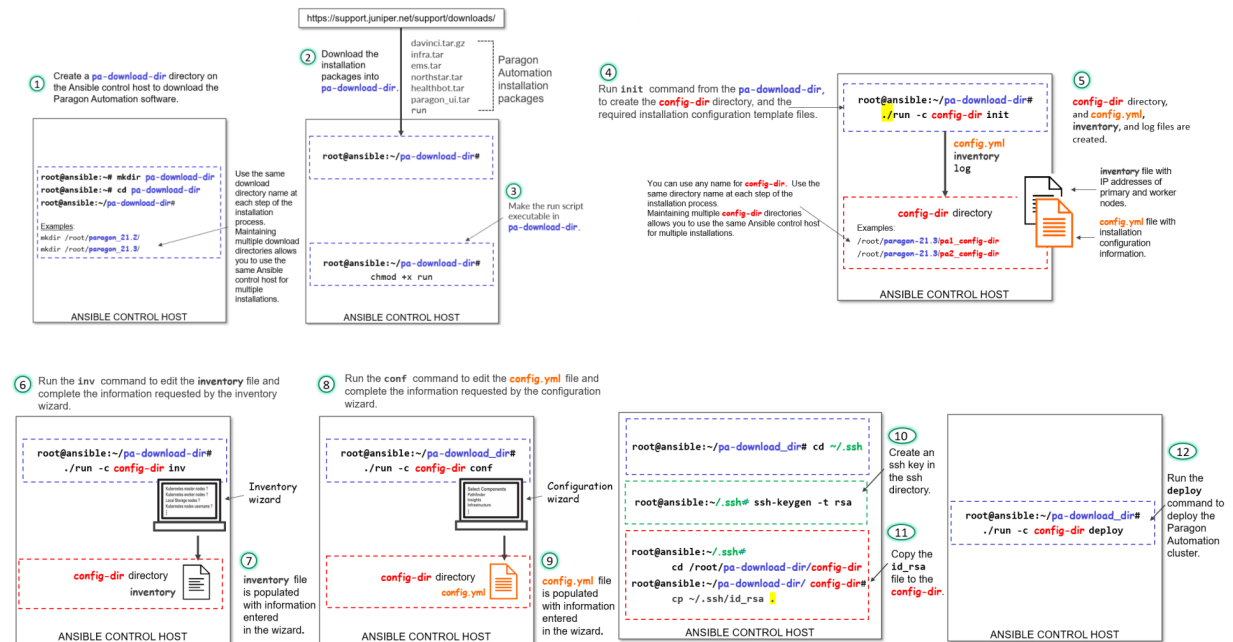 https://support.juniper.net/support/downloads/
1
Create a pa-download-dir directory on
the Ansible control host to download the
Paragon Automation software.
root@ansible:~# mkdir pa-download-dir
root@ansible:~# cd pa-download-dir
root@ansible:~/pa-download-dir#
Examples:
mkdir /root/paragon_21.2/
mkdir /root/paragon_21.3/
ANSIBLE CONTROL HOST
Use the same
download
directory name at
each step of the
installation
process.
Maintaining
multiple download
directories allows
you to use the
same Ansible
control host for
multiple
installations.
2
Download the
installation
packages into
pa-download-dir.
davinci.tar.gz
infra.tar
ems.tar
northstar.tar
healthbot.tar
paragon_ui.tar
run
Paragon
Automation
installation
packages
root@ansible:~/pa-download-dir#
3
Make the run script
executable in
pa-download-dir.
root@ansible:~/pa-download-dir#
chmod +x run
ANSIBLE CONTROL HOST
4
Run init command from the pa-download-dir,
to create the config-dir directory, and the
required installation configuration template files.
root@ansible:~/pa-download-dir#
./run -c config-dir init
config.yml
inventory
log
You can use any name for config-dir. Use the
same directory name at each step of the
installation process.
Maintaining multiple config-dir directories
allows you to use the same Ansible control host
for multiple installations.
config-dir directory
Examples:
/root/paragon-21.3/pa1_config-dir
/root/paragon-21.3/pa2_config-dir
ANSIBLE CONTROL HOST
5
config-dir directory,
and config.yml,
inventory, and log files are
created.
inventory file with
IP addresses of
primary and worker
nodes.
config.yml file with
installation
configuration
information.
6
Run the inv command to edit the inventory file and
complete the information requested by the inventory
wizard.
root@ansible:~/pa-download-dir#
./run -c config-dir inv
Kubernetes master nodes ?
Kubernetes worker nodes ?
Local Storage nodes ?
Kubernetes nodes username ?
Inventory
wizard
config-dir directory
inventory
7
inventory file
is populated
with information
entered
in the wizard.
ANSIBLE CONTROL HOST
8
Run the conf command to edit the config.yml file and
complete the information requested by the configuration
wizard.
root@ansible:~/pa-download_dir#
./run -c config-dir conf
Select Components
Pathfinder
Insights
Infrastructure
Configuration
wizard
config-dir directory
config.yml
9
config.yml file
is populated
with information
entered
in the wizard.
ANSIBLE CONTROL HOST
root@ansible:~/pa-download_dir# cd ~/.ssh
10
Create an
ssh key in
the ssh
directory.
root@ansible:~/.ssh# ssh-keygen -t rsa
root@ansible:~/.ssh#
cd /root/pa-download-dir/config-dir
root@ansible:~/pa-download-dir/ config-dir#
cp ~/.ssh/id_rsa .
11
Copy the
id_rsa
file to the
config-dir.
ANSIBLE CONTROL HOST
root@ansible:~/pa-download_dir#
./run -c config-dir deploy
12
Run the
deploy
command to
deploy the
Paragon
Automation
cluster.
ANSIBLE CONTROL HOST